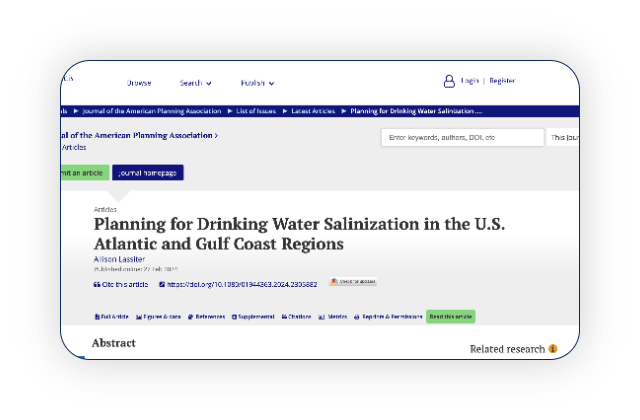 Us
Browse Search Publish Login | Register
ls ▶ Journal of the American Planning Association ▶ List of Issues ▶ Latest Articles ▶ Planning for Drinking Water Salinization ....
al of the American Planning Association ›
Enter keywords, authors, DOI, etc This Jour
Articles
mit an article Journal homepage
Articles
Planning for Drinking Water Salinization in the U.S.
Atlantic and Gulf Coast Regions
Allison Lassiter
Published online: 27 Feb 2024
Cite this article https://doi.org/10.1080/01944363.2024.2305882 Check for updates
Full Article Figures & data References Supplemental Citations Metrics Reprints & Permissions Read this article
Abstract
Related research